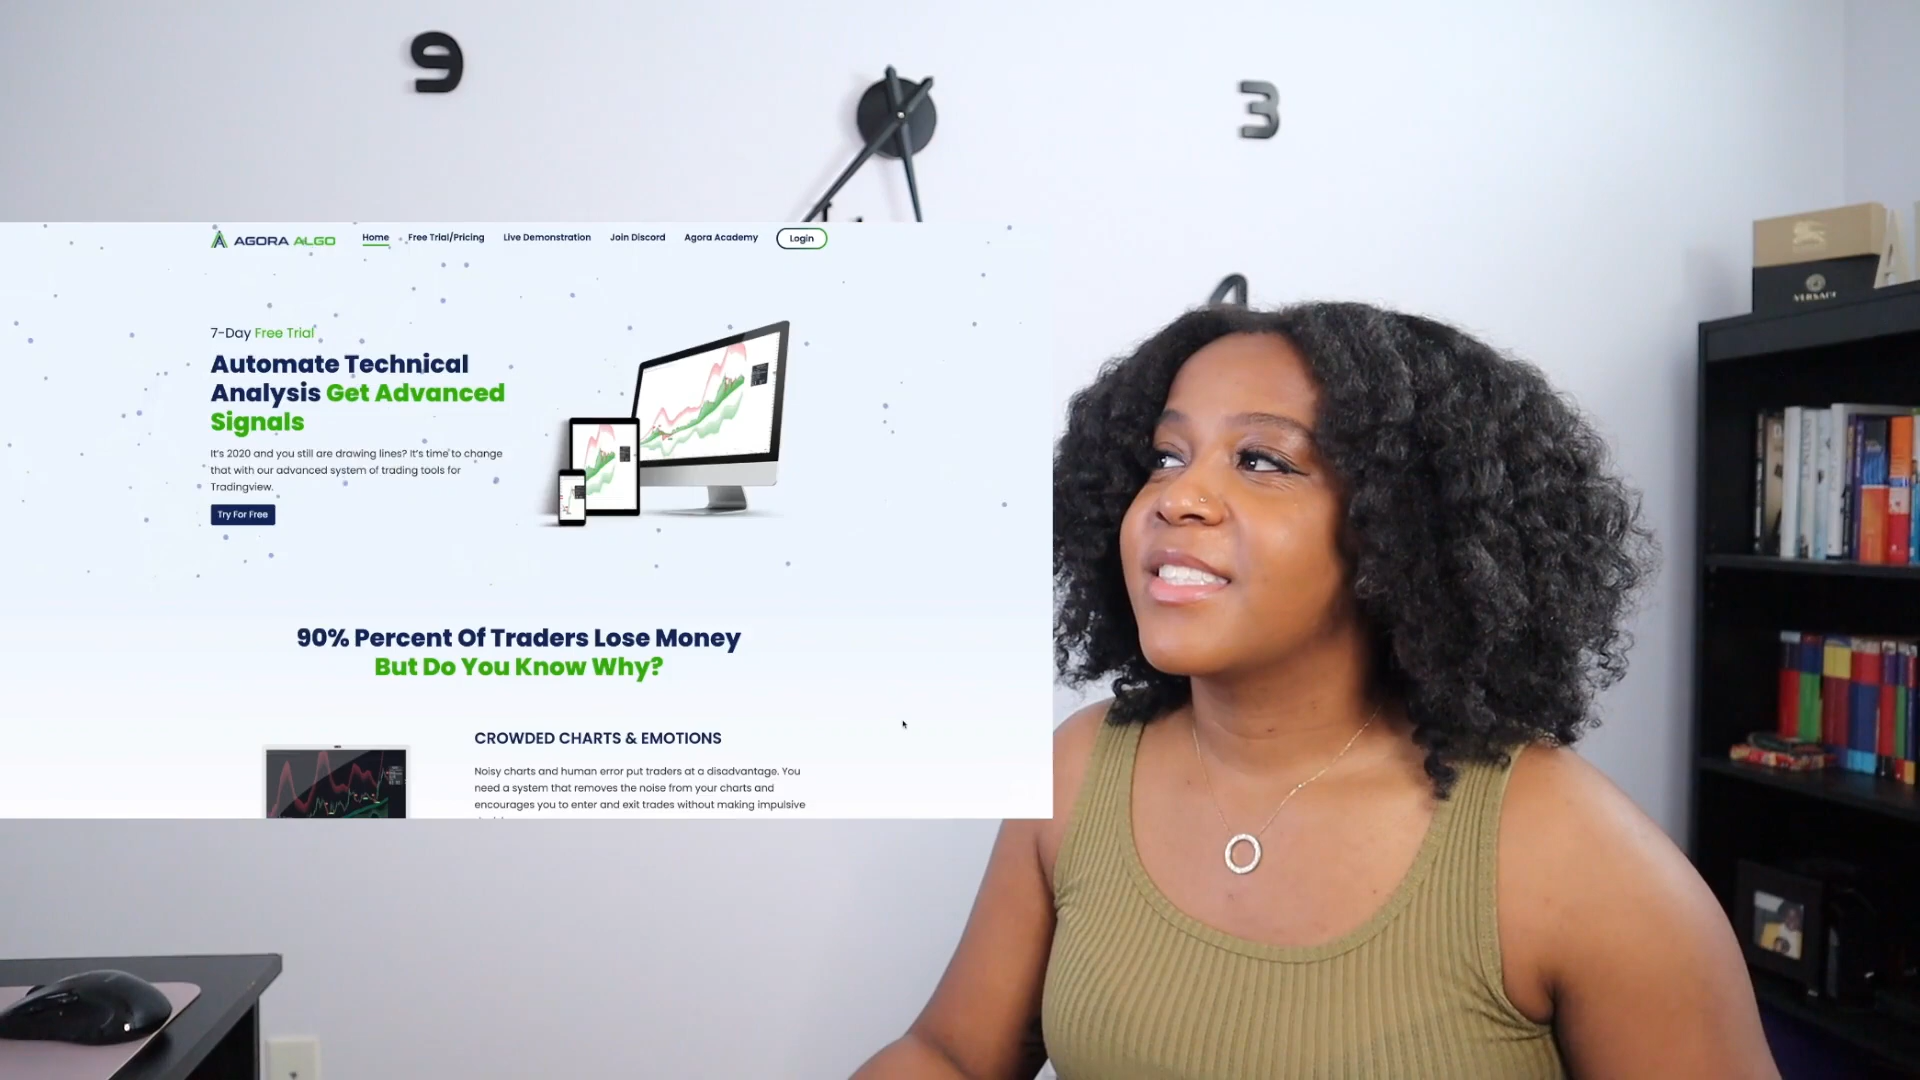 9
3
4
AGORA ALGO
Home
Free Trial/Pricing
Live Demonstration
Join Discord
Agora Academy
Login
7-Day Free Trial
Automate Technical
Analysis Get Advanced
Signals
It's 2020 and you still are drawing lines? It's time to change
that with our advanced system of trading tools for
Tradingview.
Try For Free
90% Percent Of Traders Lose Money
But Do You Know Why?
CROWDED CHARTS & EMOTIONS
Noisy charts and human error put traders at a disadvantage. You
need a system that removes the noise from your charts and
encourages you to enter and exit trades without making impulsive
VERSACE
A